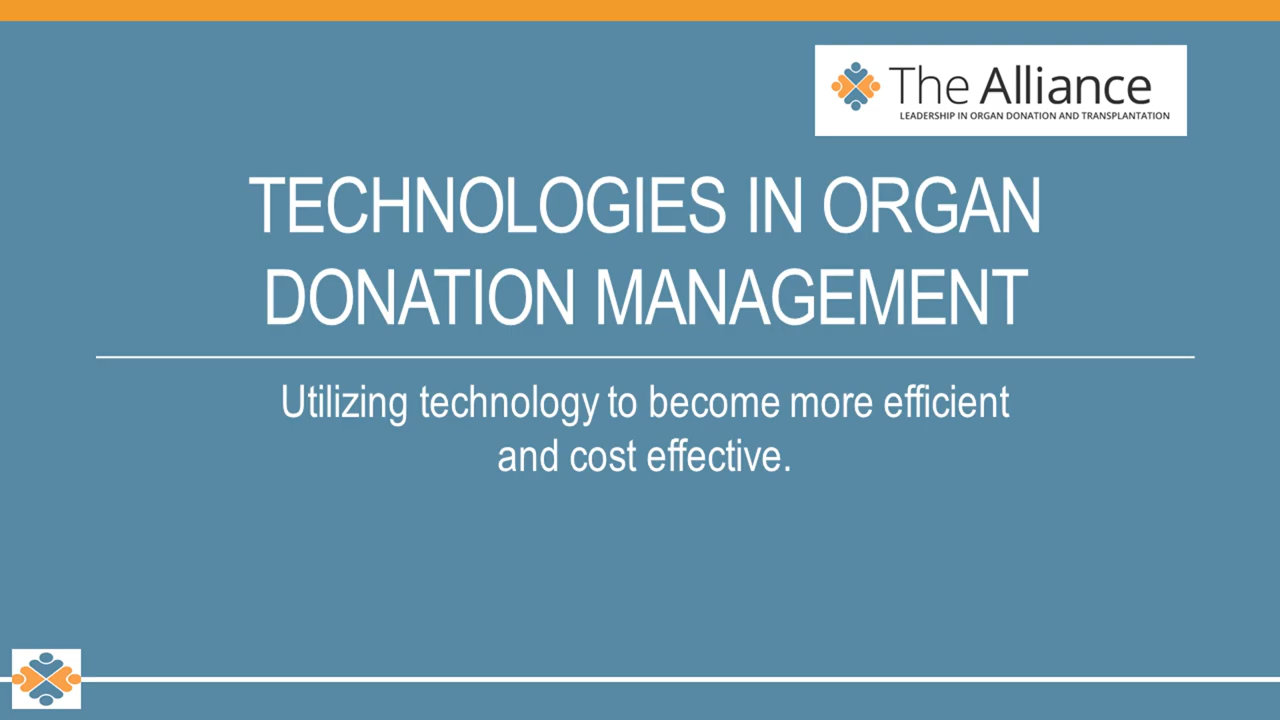 The Alliance
LEADERSHIP IN ORGAN DONATION AND TRANSPLANTATION
TECHNOLOGIES IN ORGAN
DONATION MANAGEMENT
Utilizing technology to become more efficient
and cost effective.